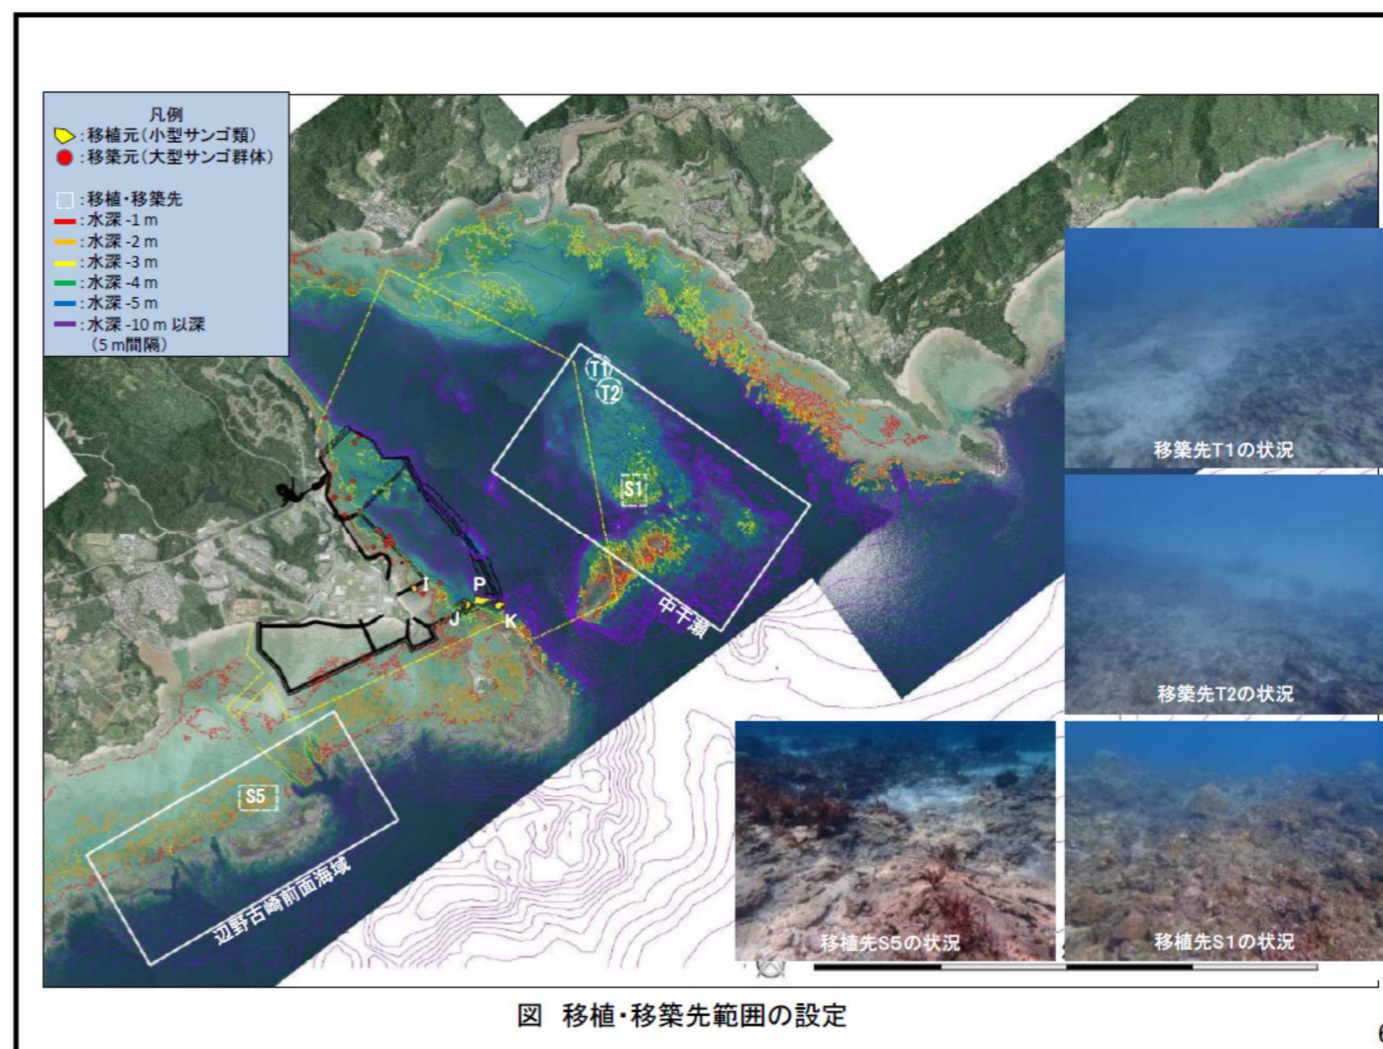 凡例
:移植元(小型サンゴ類)
:移築元(大型サンゴ群体)
:移植・移築先
:水深-1 m
:水深-2 m
:水深-3 m
:水深-4 m
:水深-5 m
:水深-10 m 以深
(5 m間隔)
T1
T2
S1
I
P
J
K
中干瀬
S5
辺野古崎前面海域
移築先T1の状況
移築先T2の状況
移植先S5の状況
移植先S1の状況
図 移植・移築先範囲の設定